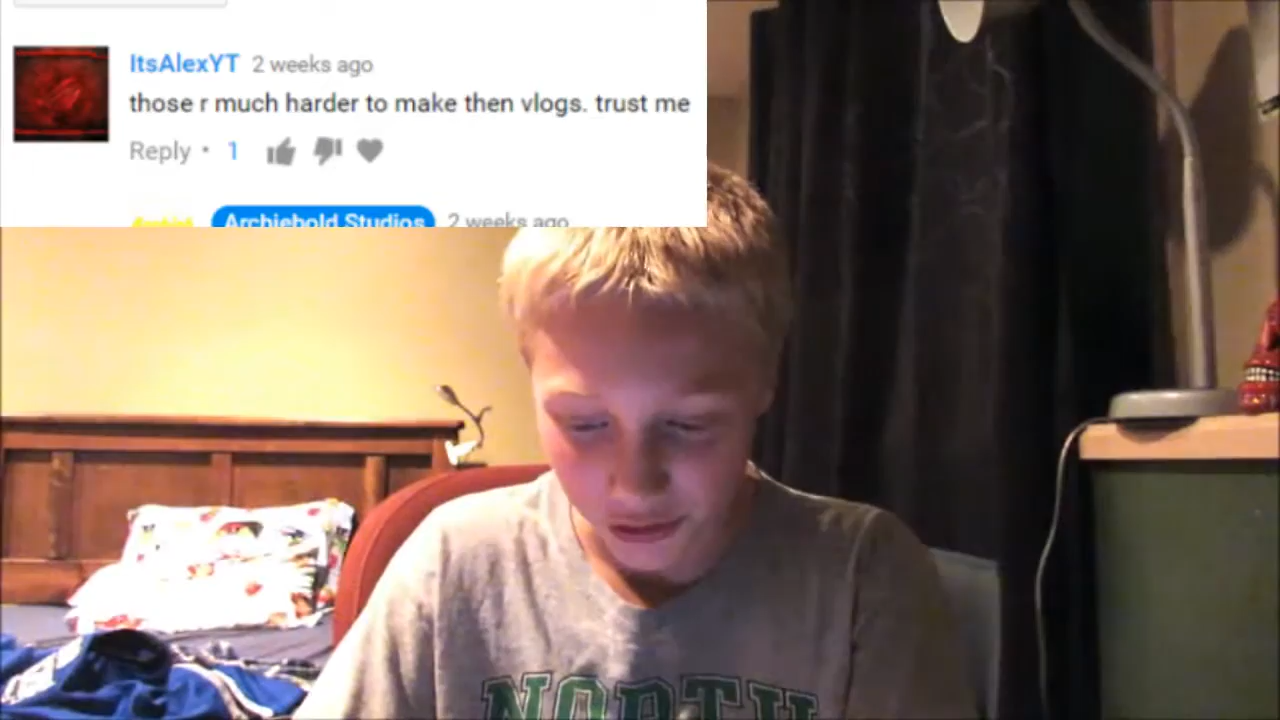 ItsAlexYT 2 weeks ago
those r much harder to make then vlogs. trust me
Reply • 1
Archiebold Studios 2 weeks ago
NORTH